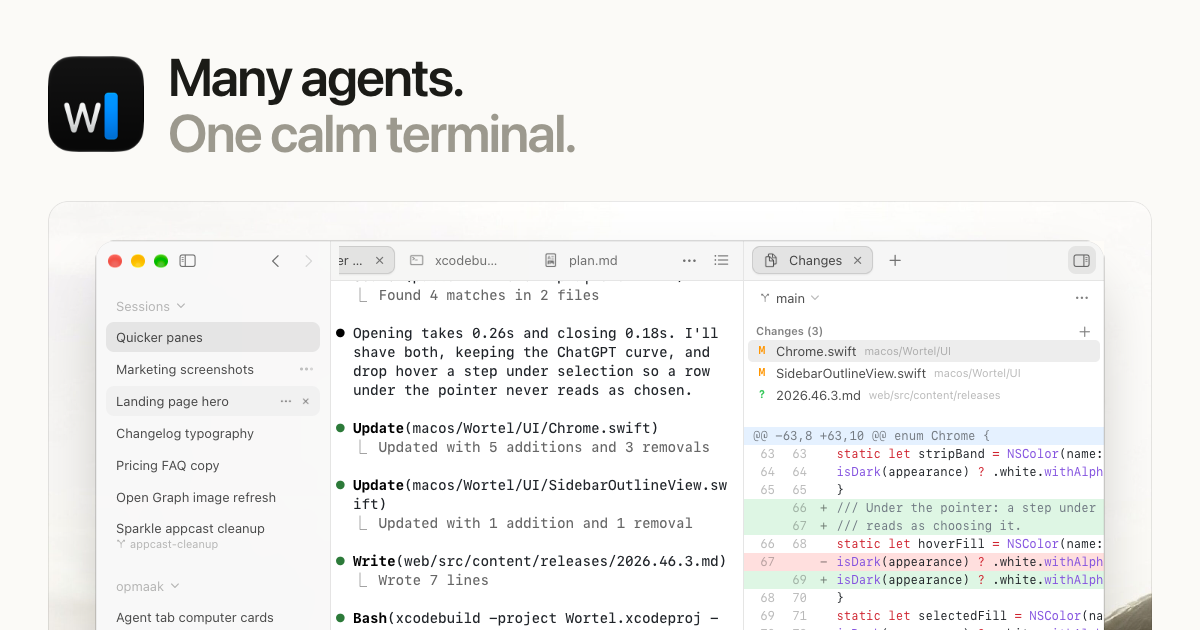 Many agents.
One calm terminal.
Sessions
Quicker panes
Marketing screenshots
Landing page hero
Changelog typography
Pricing FAQ copy
Open Graph image refresh
Sparkle appcast cleanup
appcast-cleanup
opmaak
Agent tab computer cards
er ...
xcodebu...
plan.md
Found 4 matches in 2 files
Opening takes 0.26s and closing 0.18s. I'll
shave both, keeping the ChatGPT curve, and
drop hover a step under selection so a row
under the pointer never reads as chosen.
Update(macos/Wortel/UI/Chrome.swift)
Updated with 5 additions and 3 removals
Update(macos/Wortel/UI/SidebarOutlineView.sw
ift)
Updated with 1 addition and 1 removal
Write(web/src/content/releases/2026.46.3.md)
Wrote 7 lines
Bash(xcodebuild -project Wortel.xcodeproj -
Changes
main
Changes (3)
M Chrome.swift macos/Wortel/UI
M SidebarOutlineView.swift macos/Wortel/UI
? 2026.46.3.md web/src/content/releases
@@ -63,8 +63,10 @@ enum Chrome {
63 63 static let stripBand = NSColor(name:
64 64 isDark(appearance) ? .white.withAlph
65 65 }
66 + /// Under the pointer: a step under
67 + /// reads as choosing it.
66 68 static let hoverFill = NSColor(name:
67 - isDark(appearance) ? .white.withAlph
69 + isDark(appearance) ? .white.withAlph
68 70 }
69 71 static let selectedFill = NSColor(na